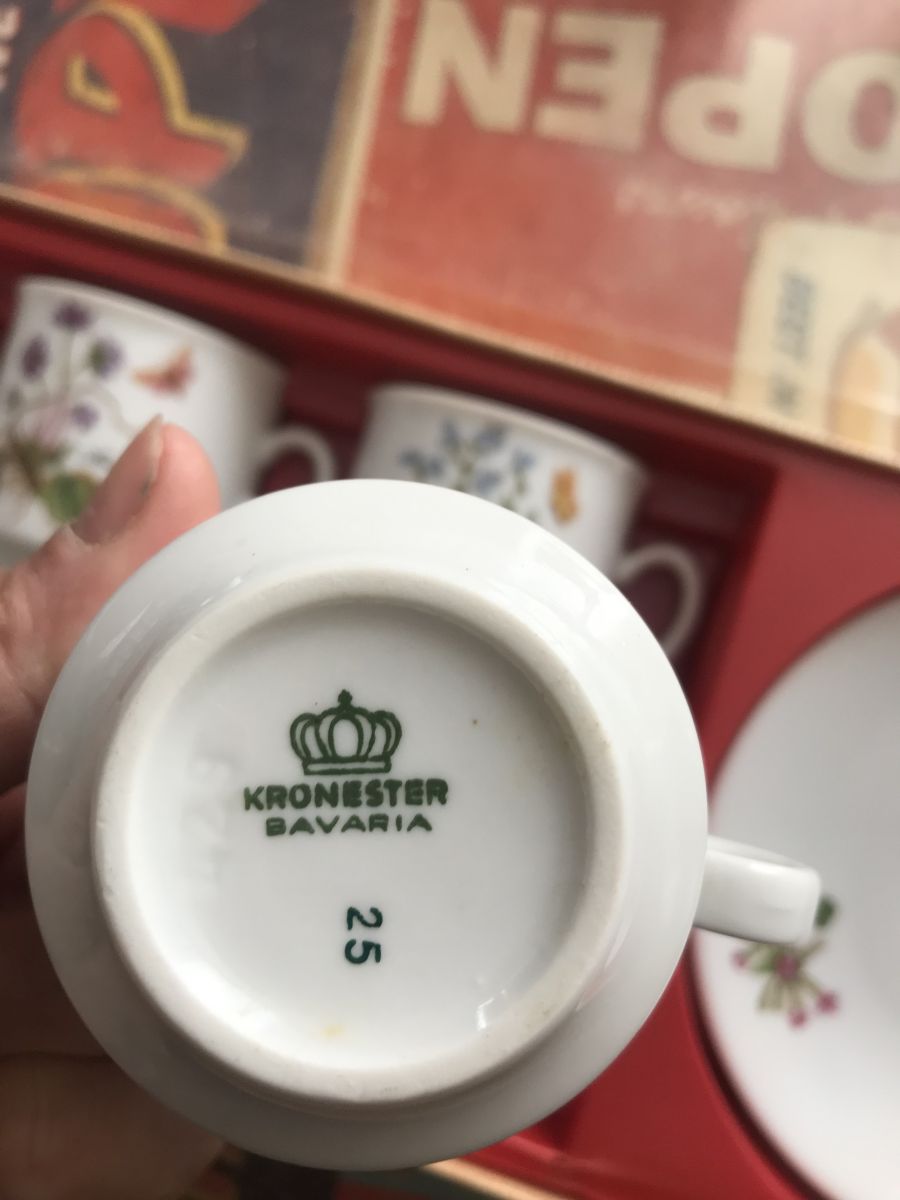 OPEN
KRONESTER
BAVARIA
25